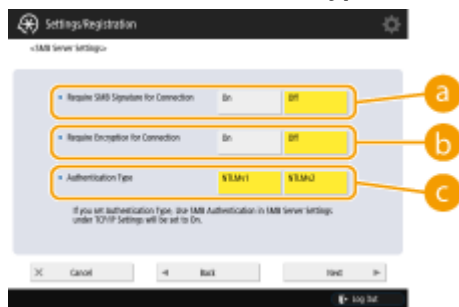 Settings/Registration
<SMB Server Settings>
Require SMB Signature for Connection On Off a
Require Encryption for Connection On Off b
Authentication Type NTLMv1 NTLMv2 c
If you set Authentication Type, Use SMB Authentication in SMB Server Settings
under TCP/IP Settings will be set to On.
Cancel Back Next
Log Out